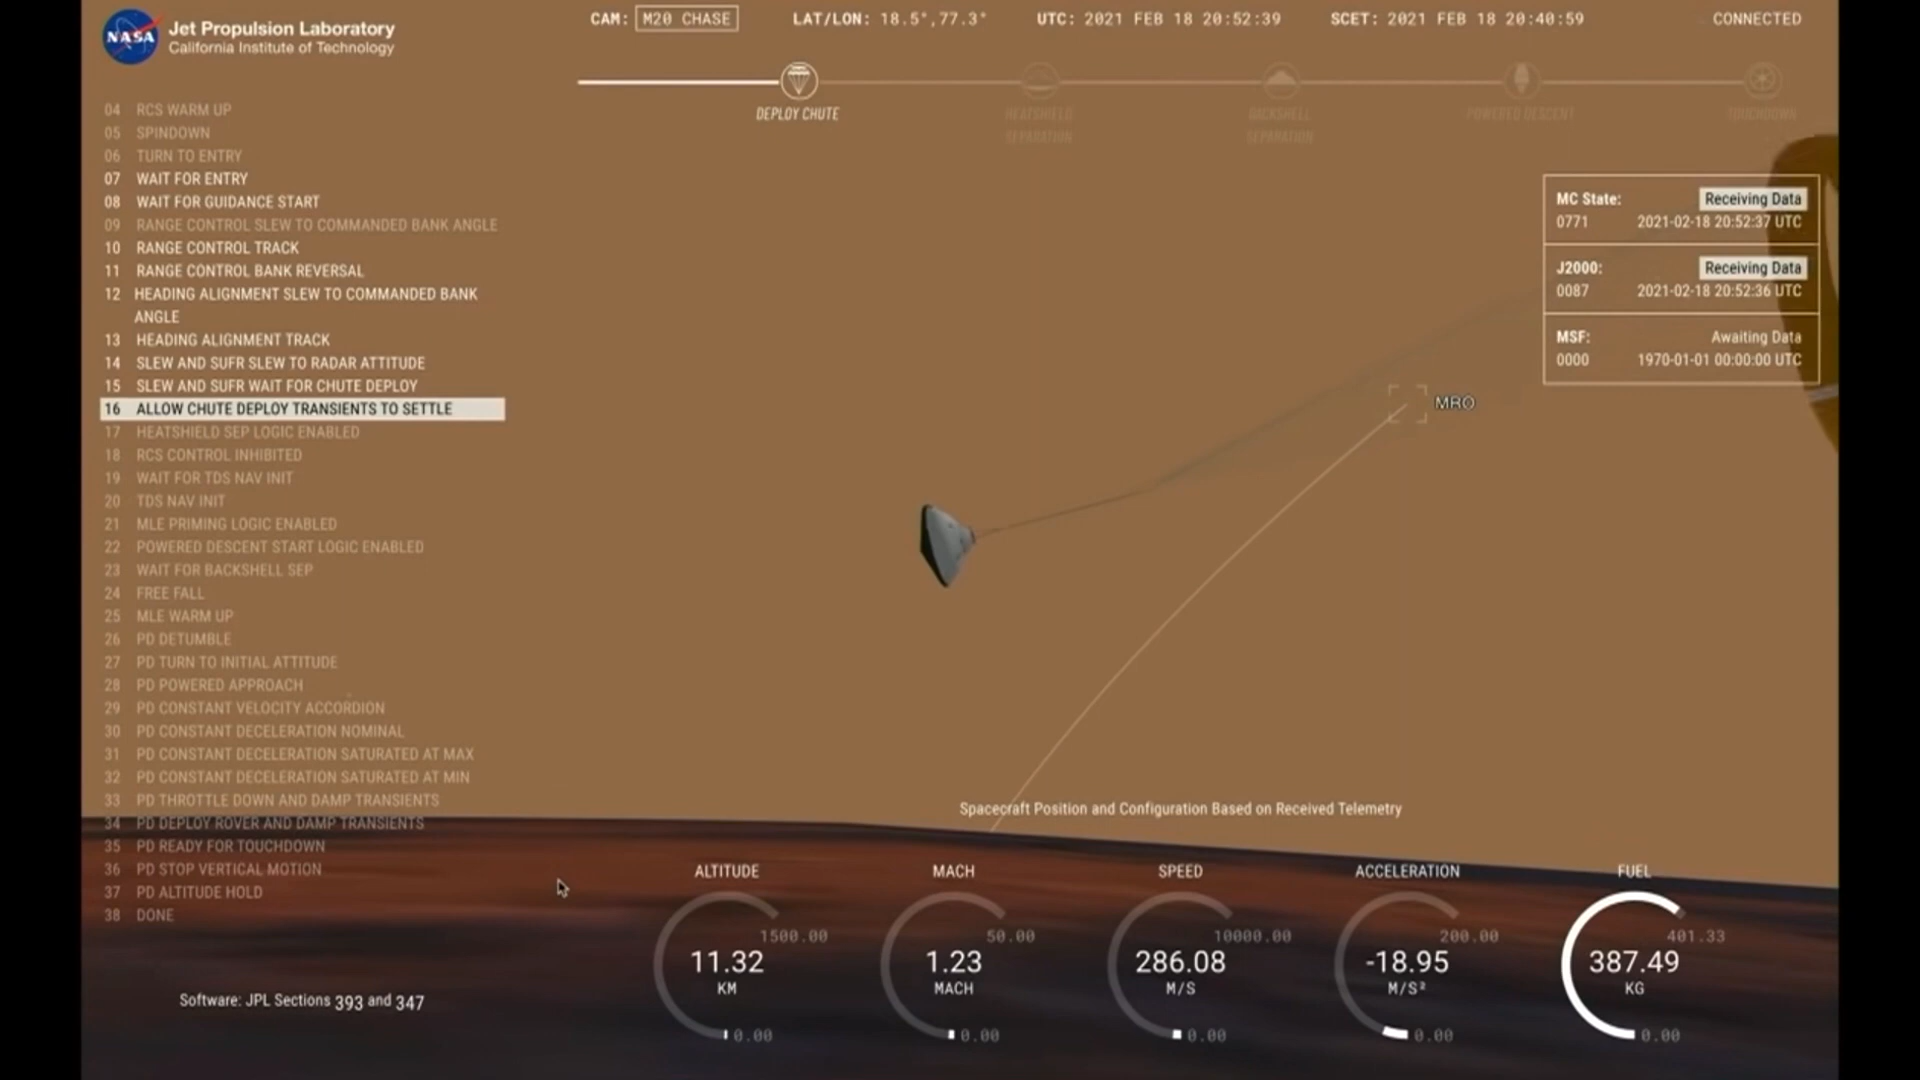 NASA
Jet Propulsion Laboratory
California Institute of Technology
CAM: M20 CHASE LAT/LON: 18.5°,77.3° UTC: 2021 FEB 18 20:52:39 SCET: 2021 FEB 18 20:40:59 CONNECTED
DEPLOY CHUTE
HEATSHIELD
SEPARATION
BACKSHELL
SEPARATION
POWERED DESCENT
TOUCHDOWN
04 RCS WARM UP
05 SPINDOWN
06 TURN TO ENTRY
07 WAIT FOR ENTRY
08 WAIT FOR GUIDANCE START
09 RANGE CONTROL SLEW TO COMMANDED BANK ANGLE
10 RANGE CONTROL TRACK
11 RANGE CONTROL BANK REVERSAL
12 HEADING ALIGNMENT SLEW TO COMMANDED BANK
ANGLE
13 HEADING ALIGNMENT TRACK
14 SLEW AND SUFR SLEW TO RADAR ATTITUDE
15 SLEW AND SUFR WAIT FOR CHUTE DEPLOY
16 ALLOW CHUTE DEPLOY TRANSIENTS TO SETTLE
17 HEATSHIELD SEP LOGIC ENABLED
18 RCS CONTROL INHIBITED
19 WAIT FOR TDS NAV INIT
20 TDS NAV INIT
21 MLE PRIMING LOGIC ENABLED
22 POWERED DESCENT START LOGIC ENABLED
23 WAIT FOR BACKSHELL SEP
24 FREE FALL
25 MLE WARM UP
26 PD DETUMBLE
27 PD TURN TO INITIAL ATTITUDE
28 PD POWERED APPROACH
29 PD CONSTANT VELOCITY ACCORDION
30 PD CONSTANT DECELERATION NOMINAL
31 PD CONSTANT DECELERATION SATURATED AT MAX
32 PD CONSTANT DECELERATION SATURATED AT MIN
33 PD THROTTLE DOWN AND DAMP TRANSIENTS
34 PD DEPLOY ROVER AND DAMP TRANSIENTS
35 PD READY FOR TOUCHDOWN
36 PD STOP VERTICAL MOTION
37 PD ALTITUDE HOLD
38 DONE
Software: JPL Sections 393 and 347
MC State: Receiving Data
0771 2021-02-18 20:52:37 UTC
J2000: Receiving Data
0087 2021-02-18 20:52:36 UTC
MSF: Awaiting Data
0000 1970-01-01 00:00:00 UTC
MRO
Spacecraft Position and Configuration Based on Received Telemetry
ALTITUDE
1500.00
11.32
KM
0.00
MACH
50.00
1.23
MACH
0.00
SPEED
10000.00
286.08
M/S
0.00
ACCELERATION
200.00
-18.95
M/S²
0.00
FUEL
401.33
387.49
KG
0.00